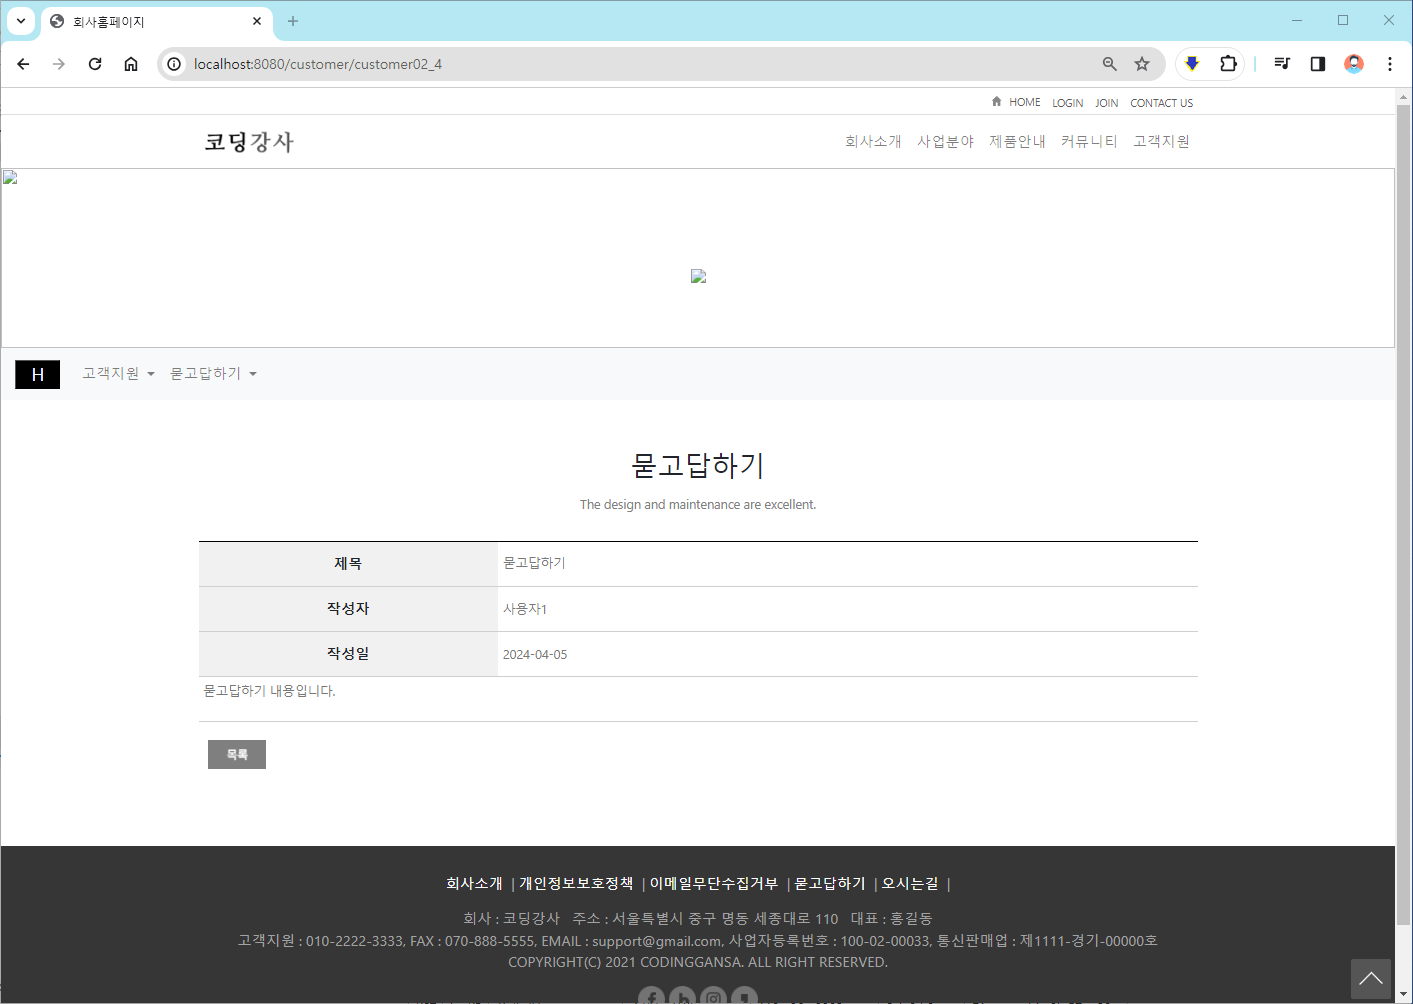 회사홈페이지
localhost:8080/customer/customer02_4
HOME LOGIN JOIN CONTACT US
코딩강사
회사소개 사업분야 제품안내 커뮤니티 고객지원
H 고객지원 묻고답하기
묻고답하기
The design and maintenance are excellent.
제목 묻고답하기
작성자 사용자1
작성일 2024-04-05
묻고답하기 내용입니다.
목록
회사소개 | 개인정보보호정책 | 이메일무단수집거부 | 묻고답하기 | 오시는길 |
회사 : 코딩강사 주소 : 서울특별시 중구 명동 세종대로 110 대표 : 홍길동
고객지원 : 010-2222-3333, FAX : 070-888-5555, EMAIL : support@gmail.com, 사업자등록번호 : 100-02-00033, 통신판매업 : 제1111-경기-00000호
COPYRIGHT(C) 2021 CODINGGANSA. ALL RIGHT RESERVED.